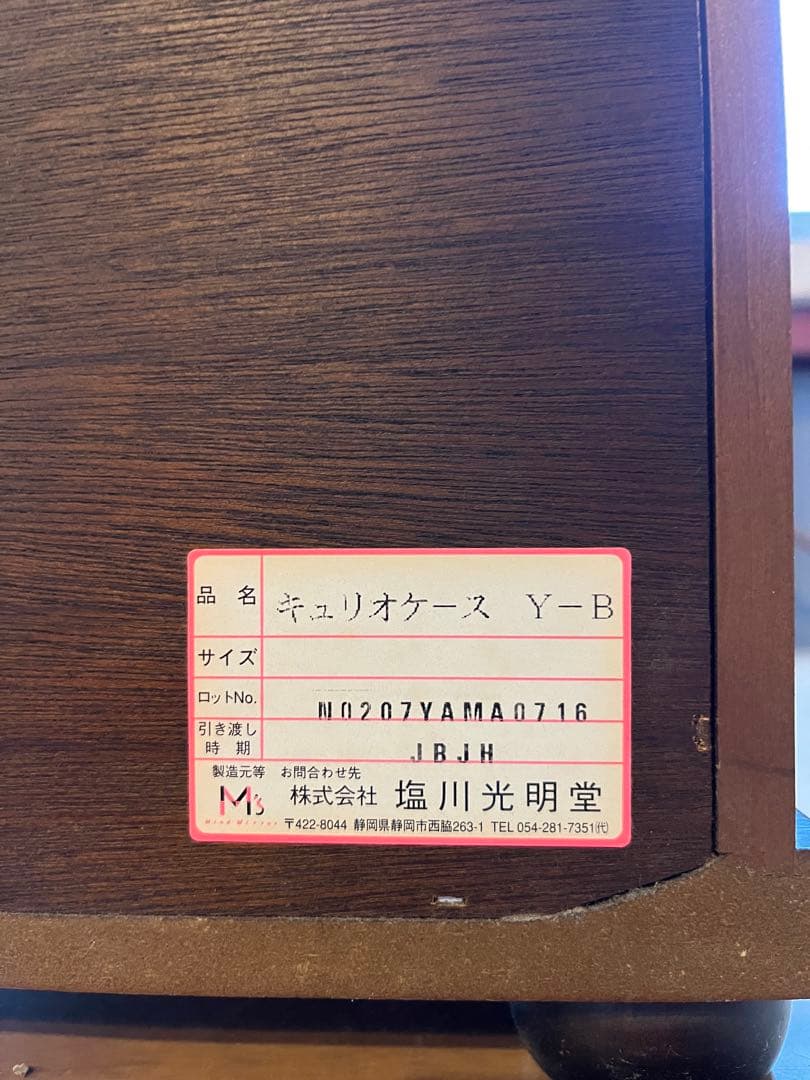 品名 キュリオケース Y-B
サイズ
ロットNo. N0207YAMA0716
引き渡し時期 JBJH
製造元等 お問合わせ先
M's 株式会社 塩川光明堂
Mind Mirror 〒422-8044 静岡県静岡市西脇263-1 TEL 054-281-7351㈹